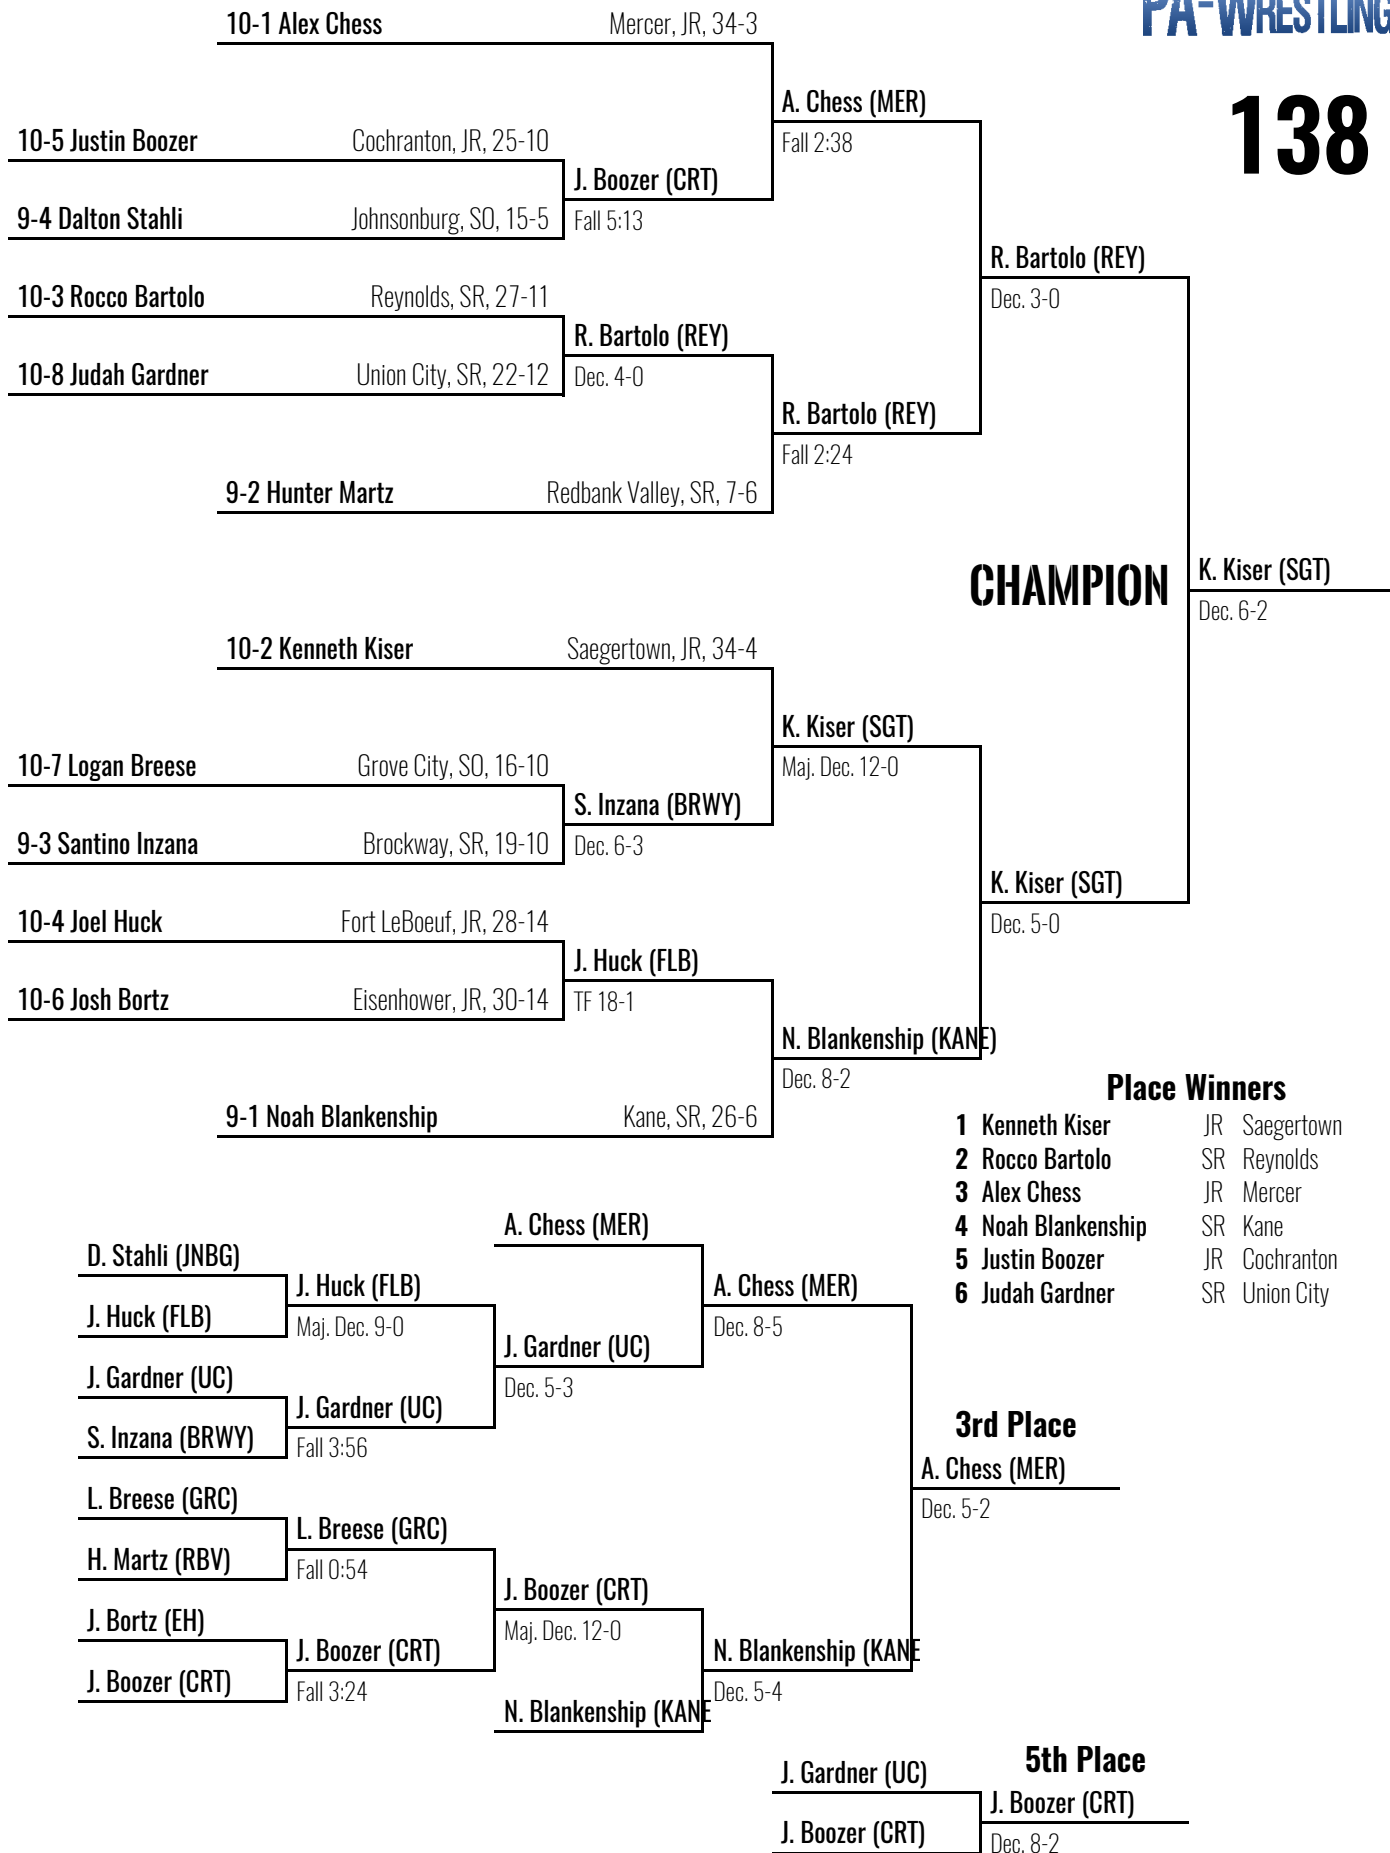 PA-WRESTLING
138
10-1 Alex Chess Mercer, JR, 34-3
A. Chess (MER)
Fall 2:38
10-5 Justin Boozer Cochranton, JR, 25-10
J. Boozer (CRT)
Fall 5:13
9-4 Dalton Stahli Johnsonburg, SO, 15-5
R. Bartolo (REY)
Dec. 3-0
10-3 Rocco Bartolo Reynolds, SR, 27-11
R. Bartolo (REY)
Dec. 4-0
10-8 Judah Gardner Union City, SR, 22-12
R. Bartolo (REY)
Fall 2:24
9-2 Hunter Martz Redbank Valley, SR, 7-6
CHAMPION
K. Kiser (SGT)
Dec. 6-2
10-2 Kenneth Kiser Saegertown, JR, 34-4
K. Kiser (SGT)
Maj. Dec. 12-0
10-7 Logan Breese Grove City, SO, 16-10
S. Inzana (BRWY)
Dec. 6-3
9-3 Santino Inzana Brockway, SR, 19-10
K. Kiser (SGT)
Dec. 5-0
10-4 Joel Huck Fort LeBoeuf, JR, 28-14
J. Huck (FLB)
TF 18-1
10-6 Josh Bortz Eisenhower, JR, 30-14
N. Blankenship (KANE)
Dec. 8-2
9-1 Noah Blankenship Kane, SR, 26-6
Place Winners
1 Kenneth Kiser JR Saegertown
2 Rocco Bartolo SR Reynolds
3 Alex Chess JR Mercer
4 Noah Blankenship SR Kane
5 Justin Boozer JR Cochranton
6 Judah Gardner SR Union City
A. Chess (MER)
D. Stahli (JNBG)
J. Huck (FLB)
Maj. Dec. 9-0
J. Huck (FLB)
A. Chess (MER)
Dec. 8-5
J. Gardner (UC)
Dec. 5-3
J. Gardner (UC)
J. Gardner (UC)
Fall 3:56
S. Inzana (BRWY)
3rd Place
A. Chess (MER)
Dec. 5-2
L. Breese (GRC)
L. Breese (GRC)
Fall 0:54
H. Martz (RBV)
J. Boozer (CRT)
Maj. Dec. 12-0
J. Bortz (EH)
J. Boozer (CRT)
Fall 3:24
J. Boozer (CRT)
N. Blankenship (KANE
Dec. 5-4
N. Blankenship (KANE
5th Place
J. Gardner (UC)
J. Boozer (CRT)
Dec. 8-2
J. Boozer (CRT)